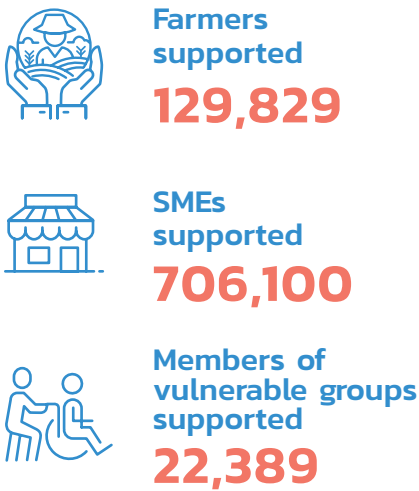 Farmers
supported
129,829
SMEs
supported
706,100
Members of
vulnerable groups
supported
22,389